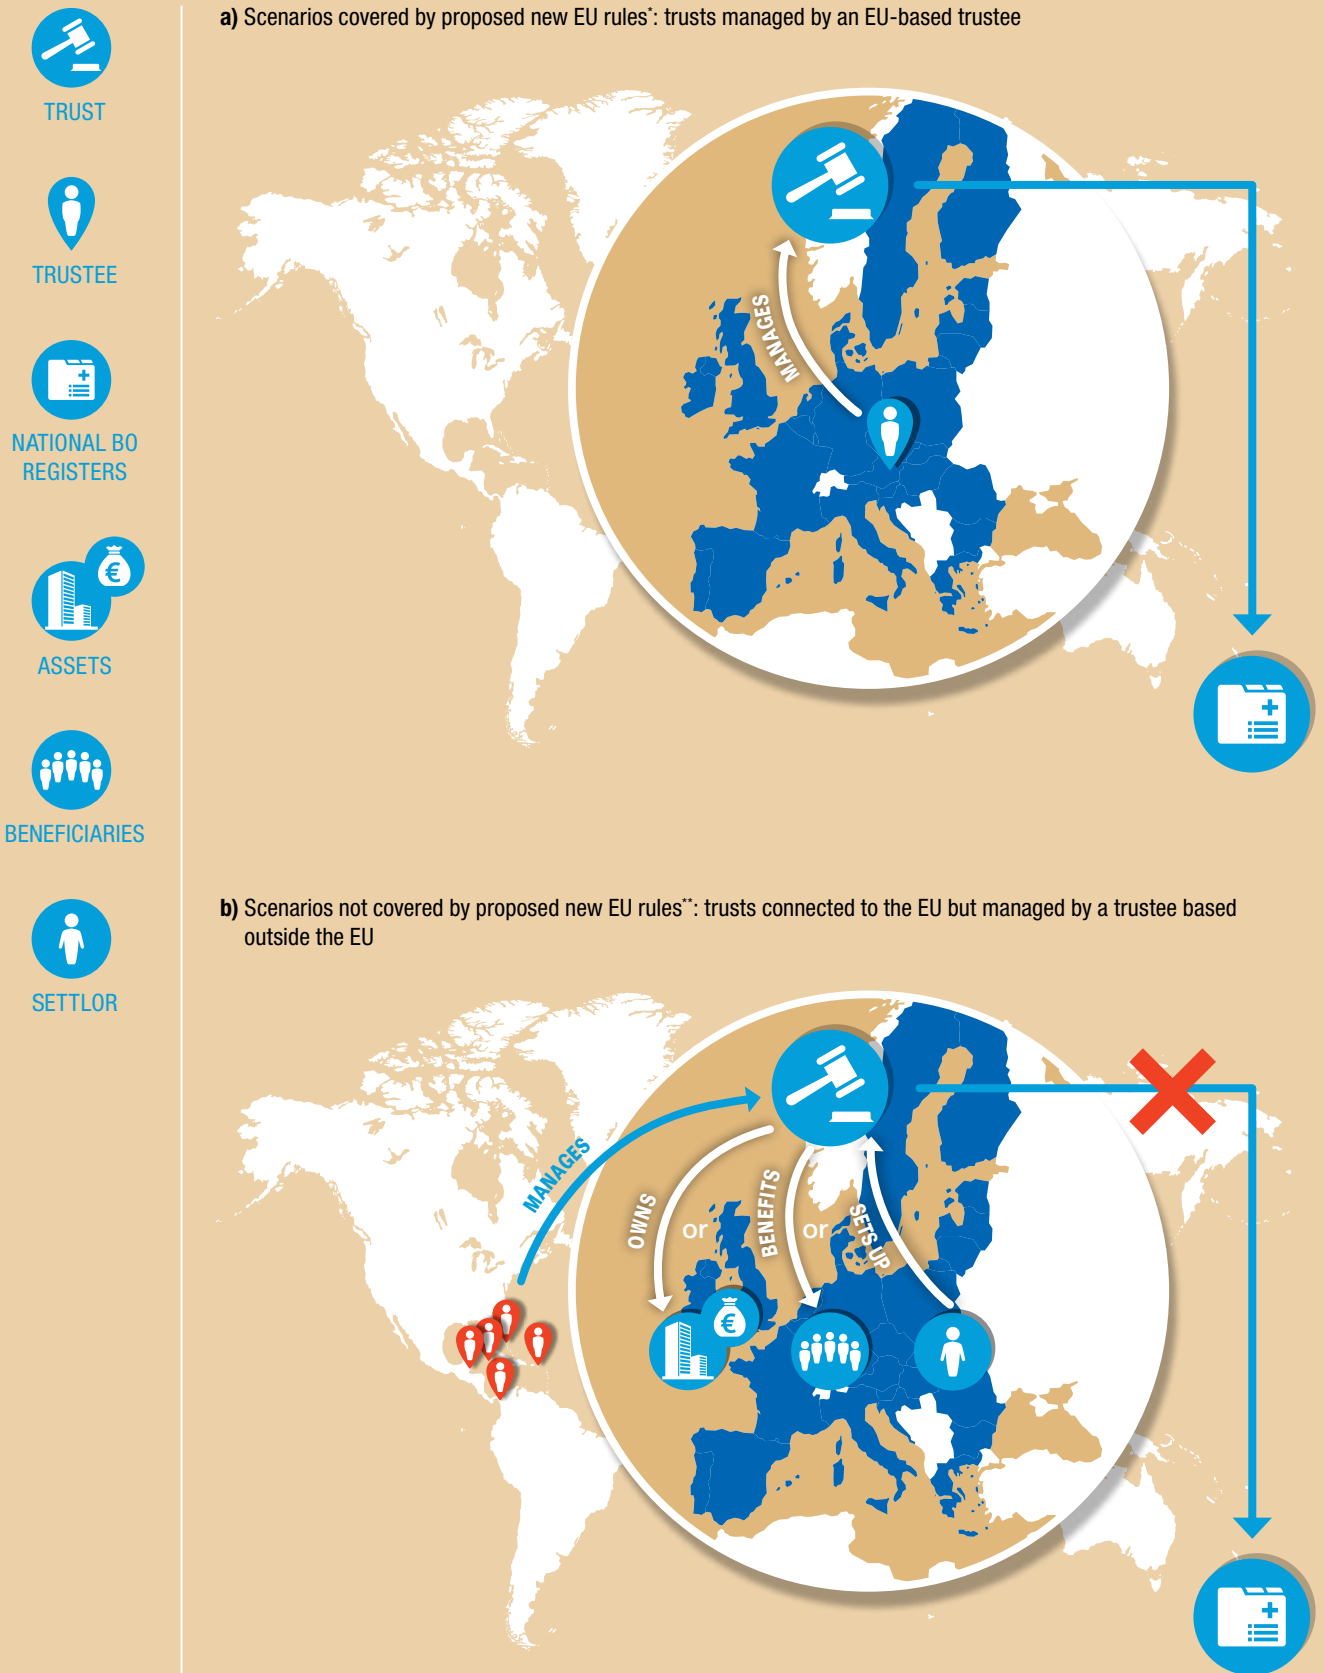 TRUST
TRUSTEE
NATIONAL BO
REGISTERS
€
ASSETS
BENEFICIARIES
SETTLOR
a) Scenarios covered by proposed new EU rules*: trusts managed by an EU-based trustee
MANAGES
b) Scenarios not covered by proposed new EU rules**: trusts connected to the EU but managed by a trustee based
outside the EU
MANAGES
OWNS
or
BENEFITS
or
SETS UP
€